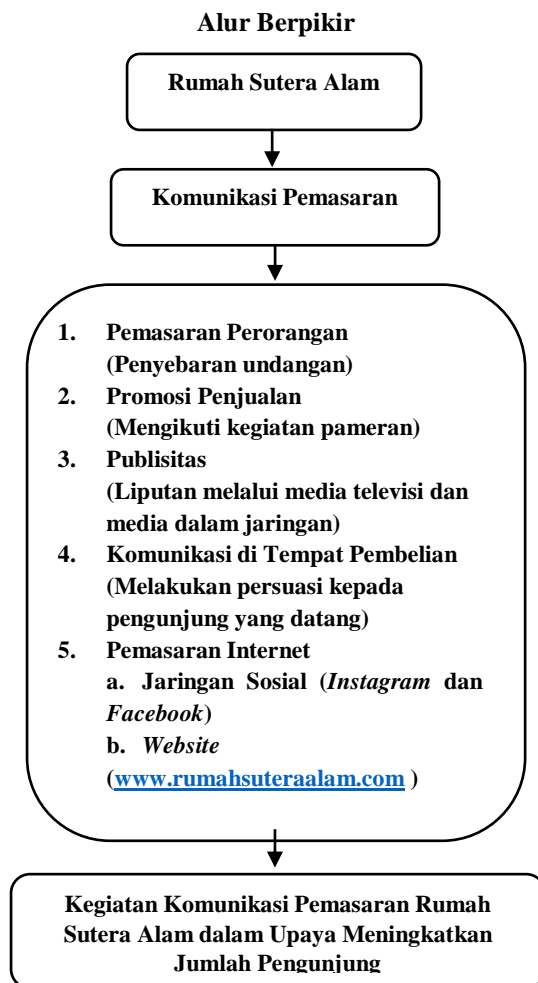 Alur Berpikir
Rumah Sutera Alam
Komunikasi Pemasaran
1. Pemasaran Perorangan
(Penyebaran undangan)
2. Promosi Penjualan
(Mengikuti kegiatan pameran)
3. Publisitas
(Liputan melalui media televisi dan
media dalam jaringan)
4. Komunikasi di Tempat Pembelian
(Melakukan persuasi kepada
pengunjung yang datang)
5. Pemasaran Internet
a. Jaringan Sosial (Instagram dan
Facebook)
b. Website
(www.rumahsuteraalam.com )
Kegiatan Komunikasi Pemasaran Rumah
Sutera Alam dalam Upaya Meningkatkan
Jumlah Pengunjung